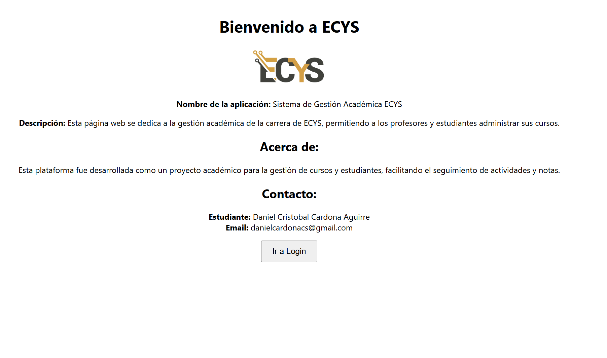 Bienvenido a ECYS
ECYS
Nombre de la aplicación: Sistema de Gestión Académica ECYS
Descripción: Esta página web se dedica a la gestión académica de la carrera de ECYS, permitiendo a los profesores y estudiantes administrar sus cursos.
Acerca de:
Esta plataforma fue desarrollada como un proyecto académico para la gestión de cursos y estudiantes, facilitando el seguimiento de actividades y notas.
Contacto:
Estudiante: Daniel Cristobal Cardona Aguirre
Email: danielcardonacs@gmail.com
Ir a Login